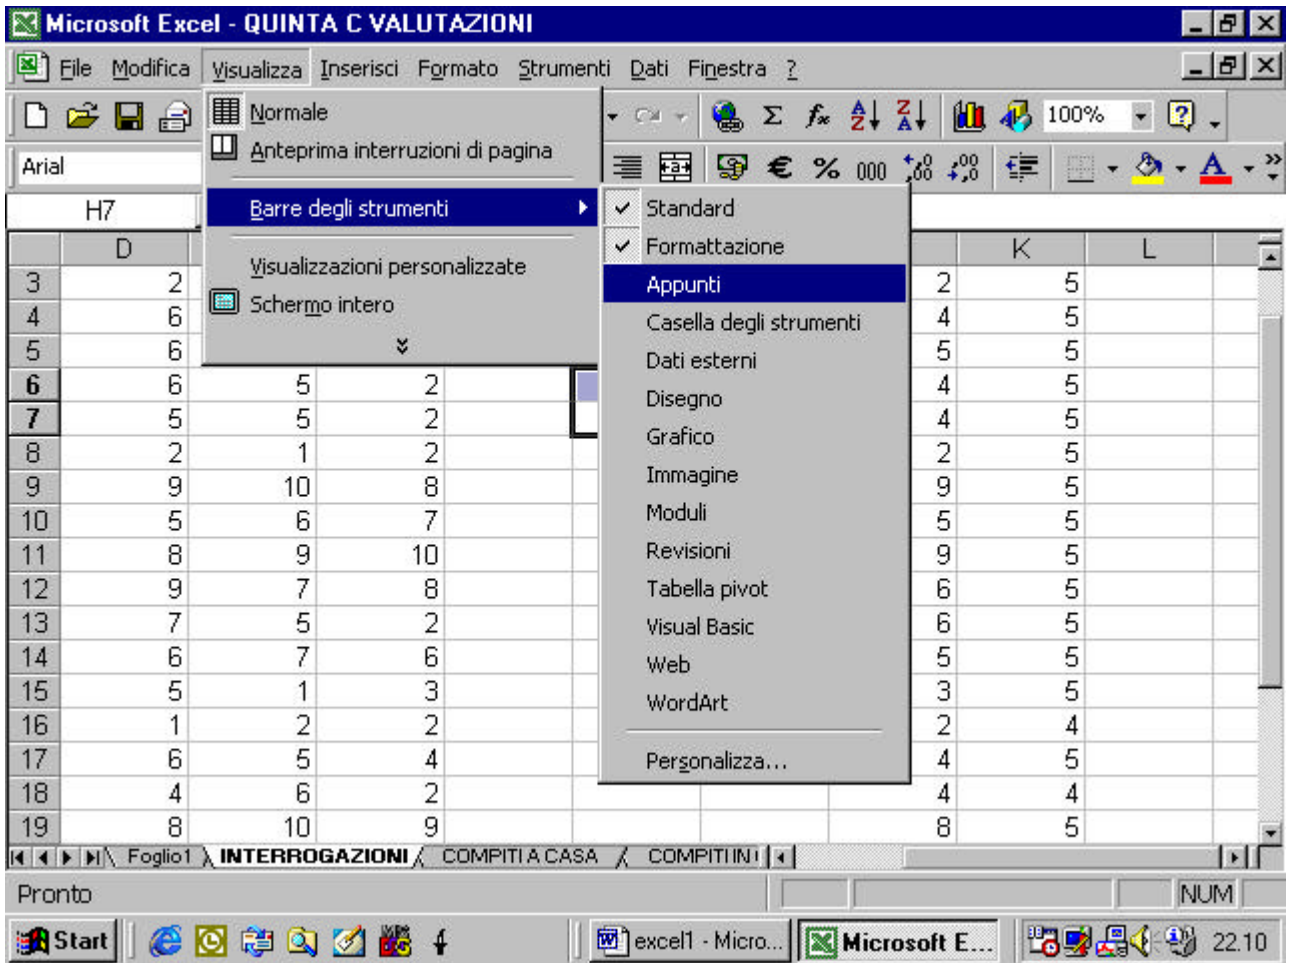 Microsoft Excel - QUINTA C VALUTAZIONI
File Modifica Visualizza Inserisci Formato Strumenti Dati Finestra ?
Normale
Anteprima interruzioni di pagina
Barre degli strumenti
Visualizzazioni personalizzate
Schermo intero
Standard
Formattazione
Appunti
Casella degli strumenti
Dati esterni
Disegno
Grafico
Immagine
Moduli
Revisioni
Tabella pivot
Visual Basic
Web
WordArt
Personalizza...
100%
Arial
€ % 000
H7
D K L
3 2 2 5
4 6 4 5
5 6 5 5
6 6 5 2 4 5
7 5 5 2 4 5
8 2 1 2 2 5
9 9 10 8 9 5
10 5 6 7 5 5
11 8 9 10 9 5
12 9 7 8 6 5
13 7 5 2 6 5
14 6 7 6 5 5
15 5 1 3 3 5
16 1 2 2 2 4
17 6 5 4 4 5
18 4 6 2 4 4
19 8 10 9 8 5
Foglio1 INTERROGAZIONI COMPITI A CASA COMPITI IN
Pronto NUM
Start excel1 - Micro... Microsoft E... 22.10